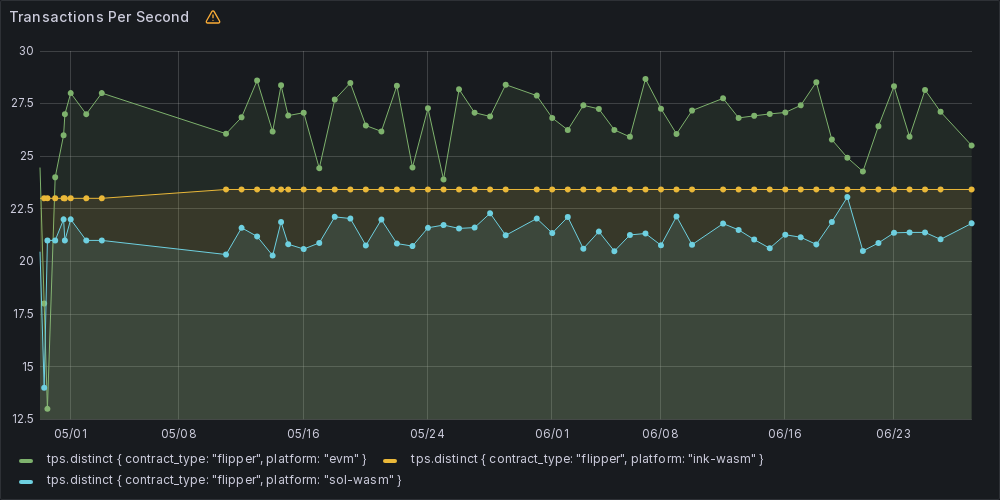 Transactions Per Second
30
27.5
25
22.5
20
17.5
15
12.5
05/01 05/08 05/16 05/24 06/01 06/08 06/16 06/23
tps.distinct { contract_type: "flipper", platform: "evm" } tps.distinct { contract_type: "flipper", platform: "ink-wasm" }
tps.distinct { contract_type: "flipper", platform: "sol-wasm" }